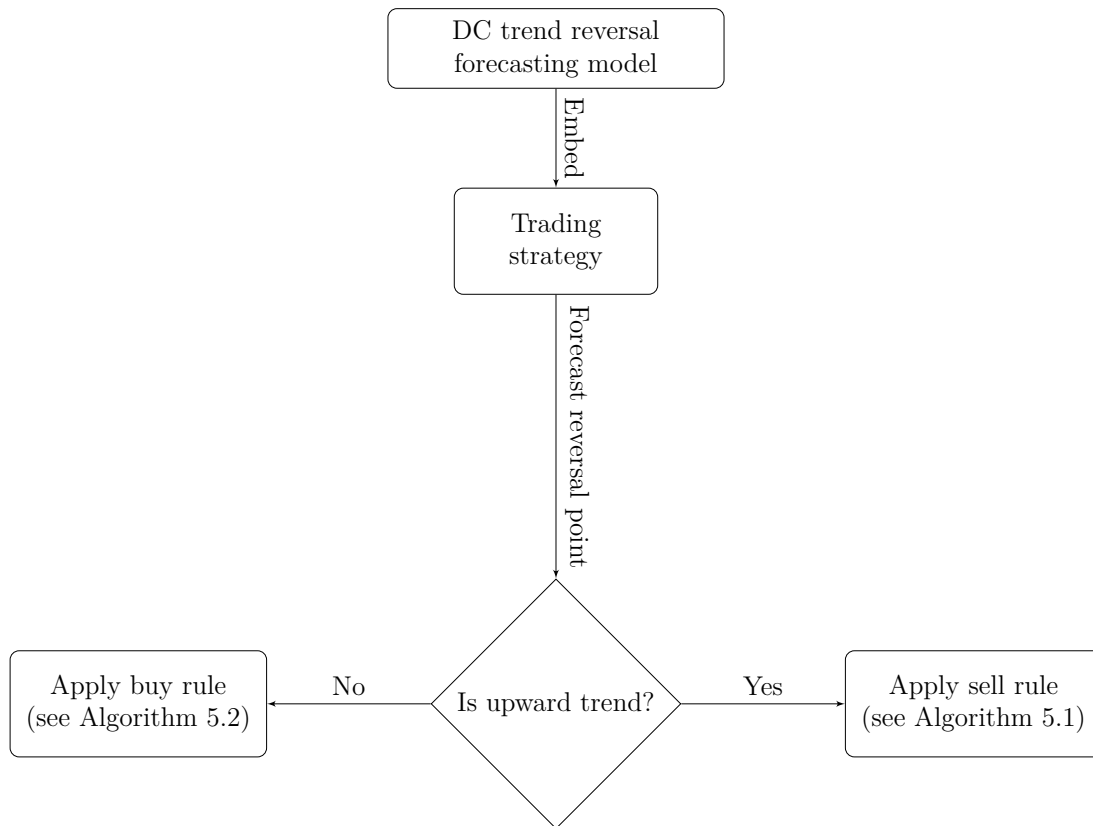 DC trend reversal
forecasting model
Embed
Trading
strategy
Forecast reversal point
Is upward trend?
No
Apply buy rule
(see Algorithm 5.2)
Yes
Apply sell rule
(see Algorithm 5.1)